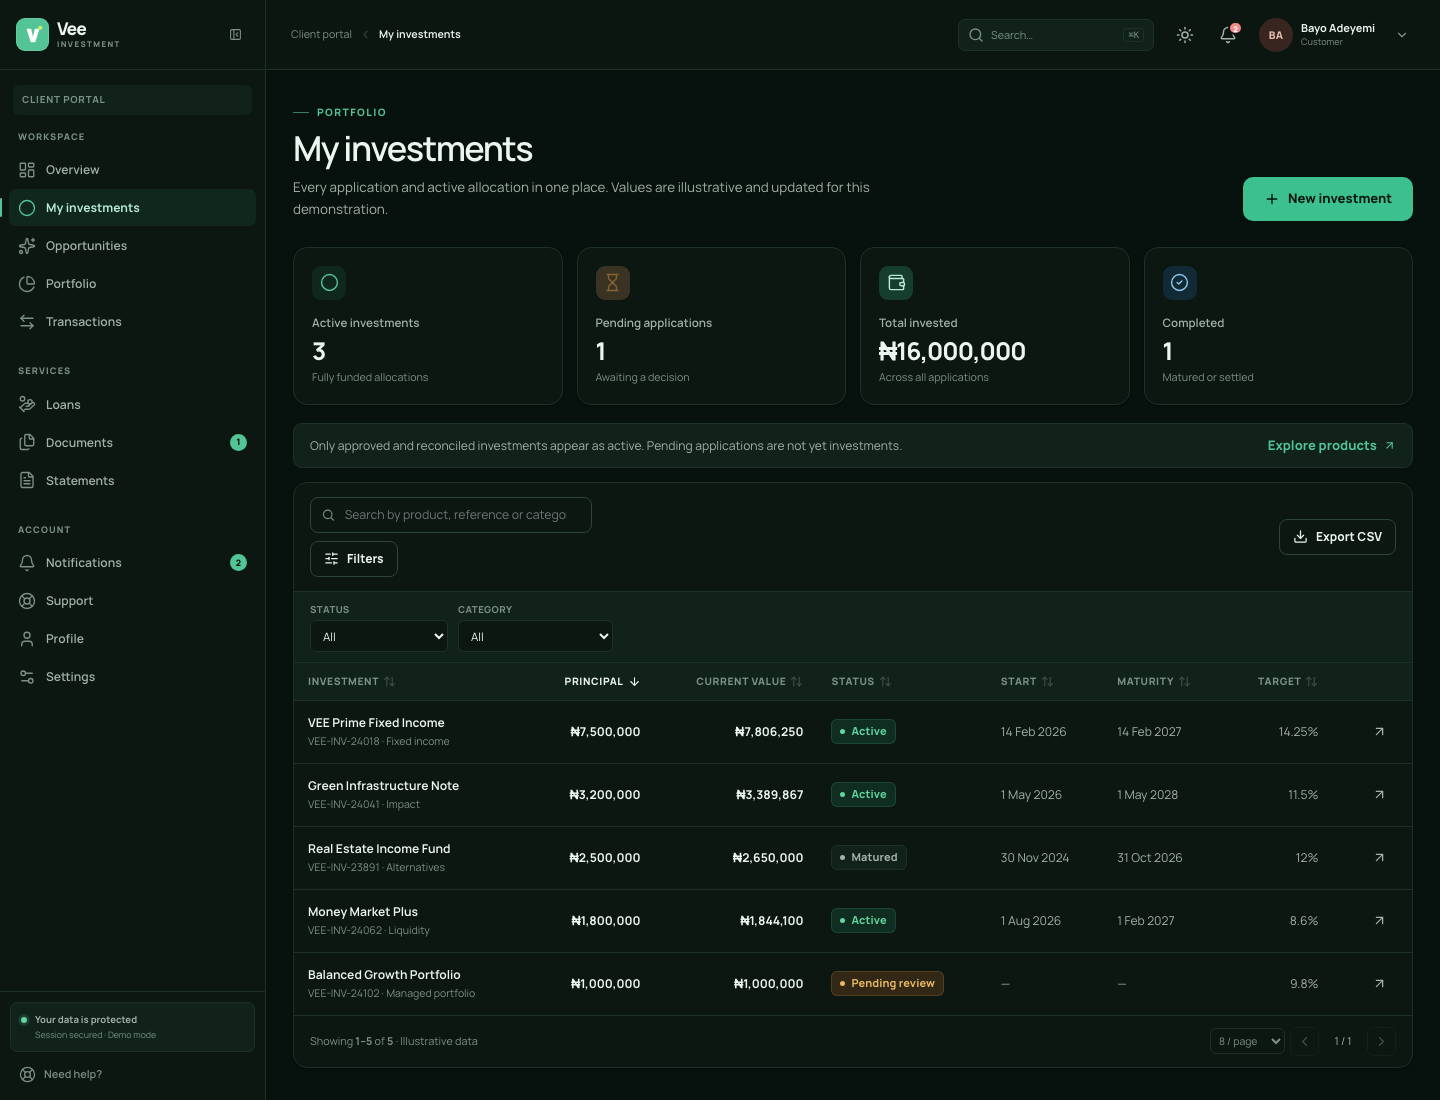 Vee
INVESTMENT
Client portal
My investments
Search...
⌘K
2
BA
Bayo Adeyemi
Customer
CLIENT PORTAL
WORKSPACE
Overview
My investments
Opportunities
Portfolio
Transactions
SERVICES
Loans
Documents 1
Statements
ACCOUNT
Notifications 2
Support
Profile
Settings
Your data is protected
Session secured · Demo mode
Need help?
PORTFOLIO
My investments
Every application and active allocation in one place. Values are illustrative and updated for this
demonstration.
New investment
Active investments
3
Fully funded allocations
Pending applications
1
Awaiting a decision
Total invested
₦16,000,000
Across all applications
Completed
1
Matured or settled
Only approved and reconciled investments appear as active. Pending applications are not yet investments.
Explore products
Search by product, reference or catego
Filters
Export CSV
STATUS CATEGORY
All All
INVESTMENT PRINCIPAL CURRENT VALUE STATUS START MATURITY TARGET
VEE Prime Fixed Income
VEE-INV-24018 · Fixed income
₦7,500,000 ₦7,806,250 Active 14 Feb 2026 14 Feb 2027 14.25%
Green Infrastructure Note
VEE-INV-24041 · Impact
₦3,200,000 ₦3,389,867 Active 1 May 2026 1 May 2028 11.5%
Real Estate Income Fund
VEE-INV-23891 · Alternatives
₦2,500,000 ₦2,650,000 Matured 30 Nov 2024 31 Oct 2026 12%
Money Market Plus
VEE-INV-24062 · Liquidity
₦1,800,000 ₦1,844,100 Active 1 Aug 2026 1 Feb 2027 8.6%
Balanced Growth Portfolio
VEE-INV-24102 · Managed portfolio
₦1,000,000 ₦1,000,000 Pending review — — 9.8%
Showing 1–5 of 5 · Illustrative data
8 / page
1 / 1